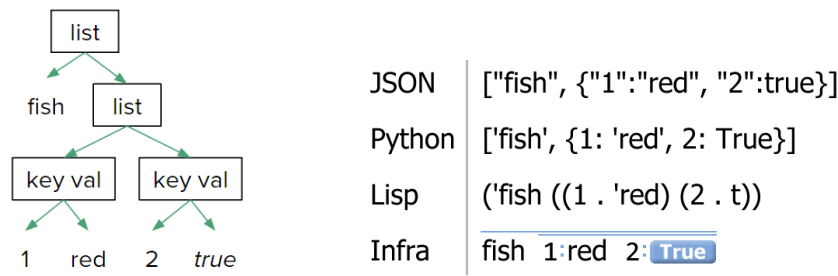 list
fish list
key val key val
1 red 2 true
JSON ["fish", {"1":"red", "2":true}]
Python ['fish', {1: 'red', 2: True}]
Lisp ('fish ((1 . 'red) (2 . t))
Infra fish 1:red 2: True